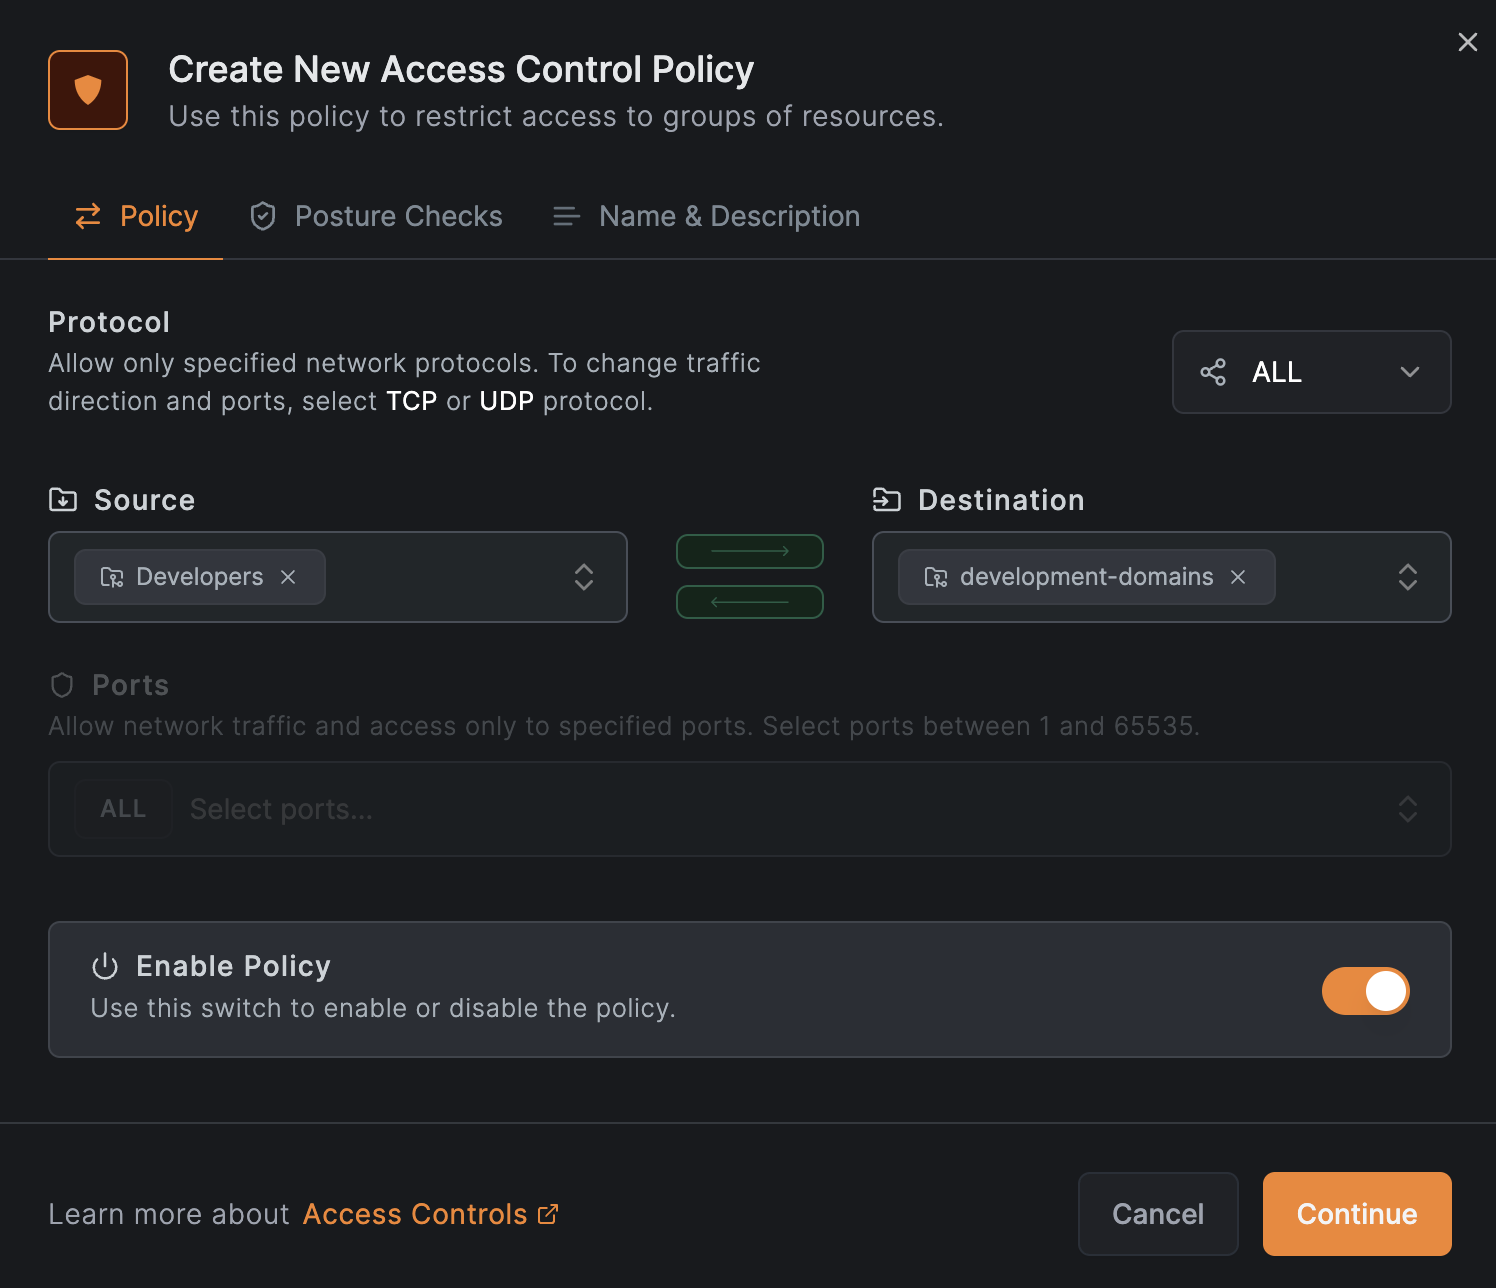 Create New Access Control Policy
Use this policy to restrict access to groups of resources.
Policy
Posture Checks
Name & Description
Protocol
Allow only specified network protocols. To change traffic
direction and ports, select TCP or UDP protocol.
ALL
Source
Destination
Developers
development-domains
Ports
Allow network traffic and access only to specified ports. Select ports between 1 and 65535.
ALL
Select ports...
Enable Policy
Use this switch to enable or disable the policy.
Learn more about Access Controls
Cancel
Continue